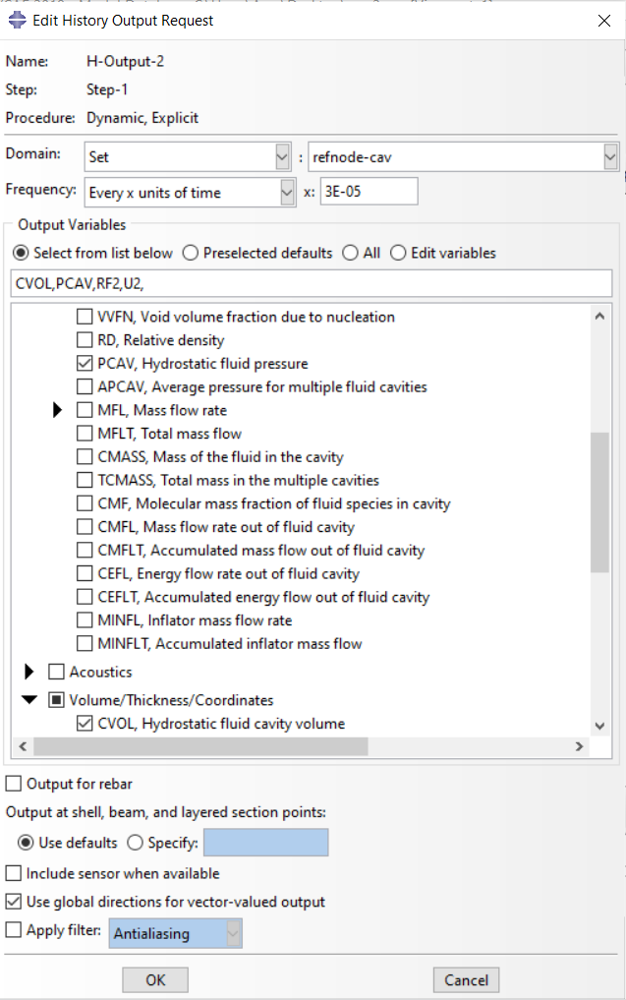 Edit History Output Request
Name: H-Output-2
Step: Step-1
Procedure: Dynamic, Explicit
Domain: Set : refnode-cav
Frequency: Every x units of time x: 3E-05
Output Variables
Select from list below Preselected defaults All Edit variables
CVOL,PCAV,RF2,U2,
VVFN, Void volume fraction due to nucleation
RD, Relative density
PCAV, Hydrostatic fluid pressure
APCAV, Average pressure for multiple fluid cavities
MFL, Mass flow rate
MFLT, Total mass flow
CMASS, Mass of the fluid in the cavity
TCMASS, Total mass in the multiple cavities
CMF, Molecular mass fraction of fluid species in cavity
CMFL, Mass flow rate out of fluid cavity
CMFLT, Accumulated mass flow out of fluid cavity
CEFL, Energy flow rate out of fluid cavity
CEFLT, Accumulated energy flow out of fluid cavity
MINFL, Inflator mass flow rate
MINFLT, Accumulated inflator mass flow
Acoustics
Volume/Thickness/Coordinates
CVOL, Hydrostatic fluid cavity volume
Output for rebar
Output at shell, beam, and layered section points:
Use defaults Specify:
Include sensor when available
Use global directions for vector-valued output
Apply filter: Antialiasing
OK Cancel